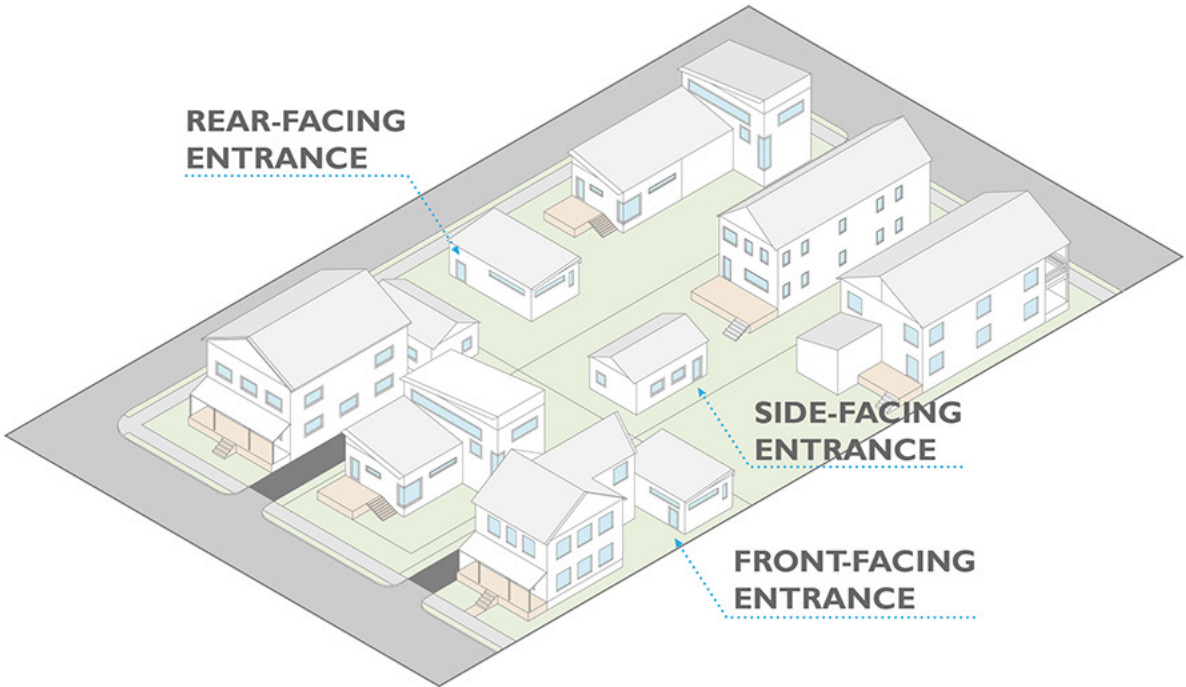 REAR-FACING
ENTRANCE
SIDE-FACING
ENTRANCE
FRONT-FACING
ENTRANCE